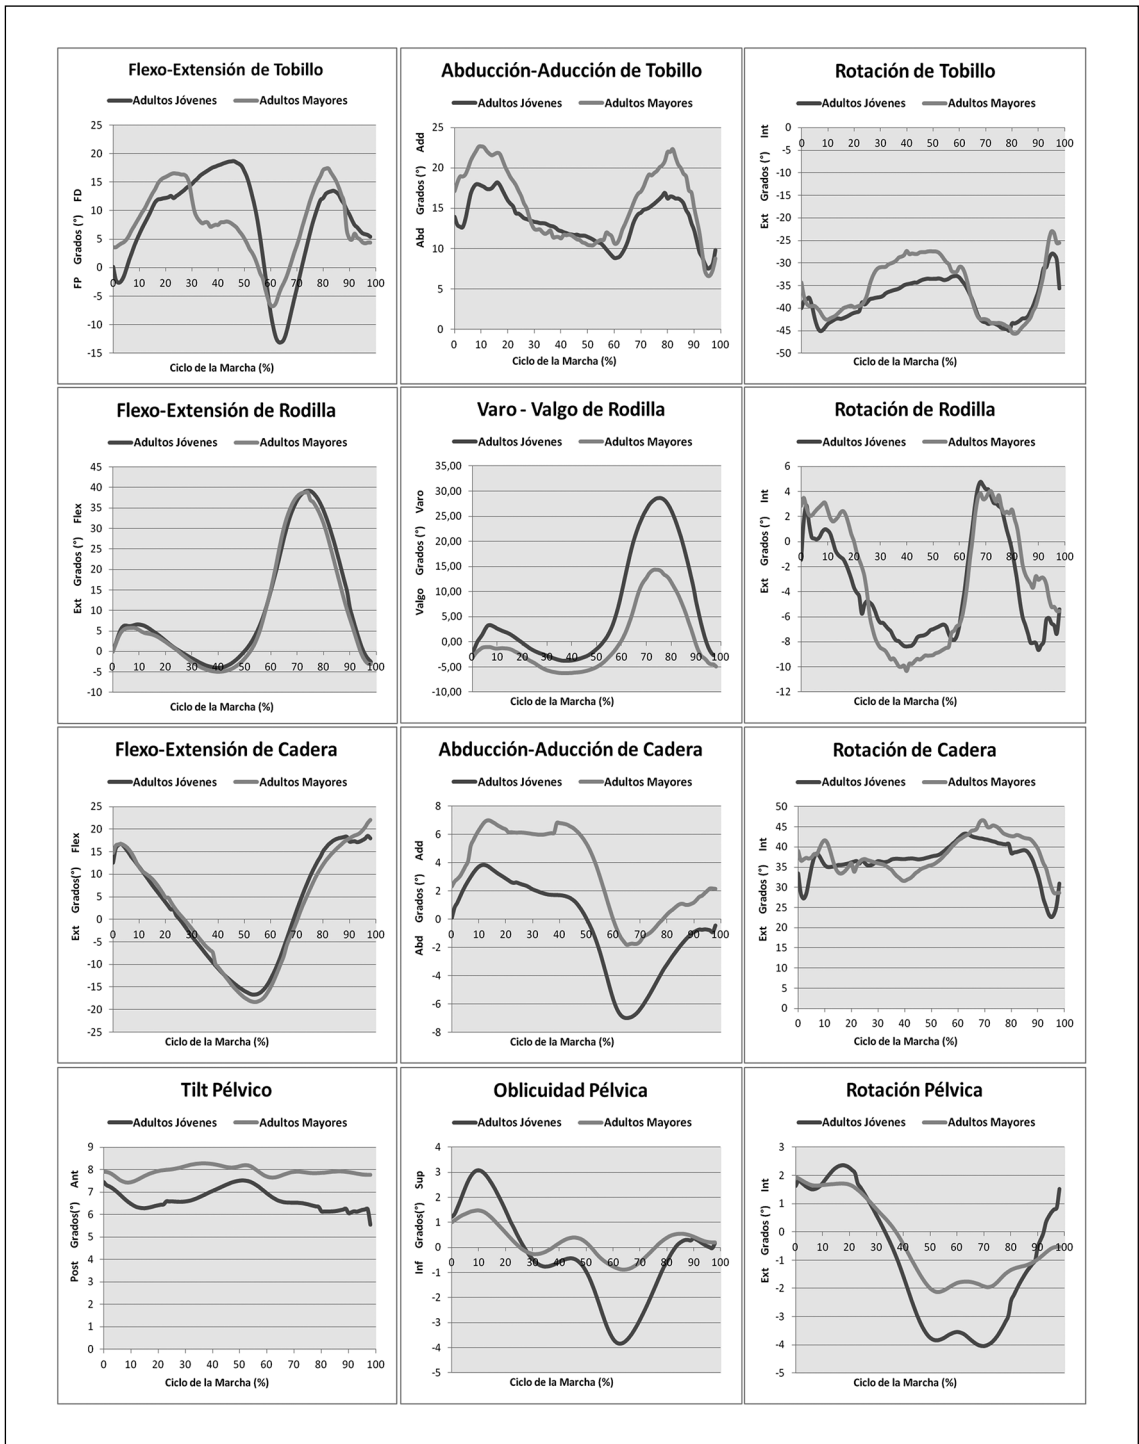 Flexo-Extensión de Tobillo
Adultos Jóvenes Adultos Mayores
FP Grados (°) FD
25
20
15
10
5
0
-5
-10
-15
0 10 20 30 40 50 60 70 80 90 100
Ciclo de la Marcha (%)
Abducción-Aducción de Tobillo
Adultos Jóvenes Adultos Mayores
Abd Grados (°) Add
25
20
15
10
5
0
0 10 20 30 40 50 60 70 80 90 100
Ciclo de la Marcha (%)
Rotación de Tobillo
Adultos Jóvenes Adultos Mayores
Ext Grados (°) Int
0
-5
-10
-15
-20
-25
-30
-35
-40
-45
-50
0 10 20 30 40 50 60 70 80 90 100
Ciclo de la Marcha (%)
Flexo-Extensión de Rodilla
Adultos Jóvenes Adultos Mayores
Ext Grados (°) Flex
45
40
35
30
25
20
15
10
5
0
-5
-10
0 10 20 30 40 50 60 70 80 90 100
Ciclo de la Marcha (%)
Varo - Valgo de Rodilla
Adultos Jóvenes Adultos Mayores
Valgo Grados (°) Varo
35,00
30,00
25,00
20,00
15,00
10,00
5,00
0,00
-5,00
-10,00
0 10 20 30 40 50 60 70 80 90 100
Ciclo de la Marcha (%)
Rotación de Rodilla
Adultos Jóvenes Adultos Mayores
Ext Grados (°) Int
6
4
2
0
-2
-4
-6
-8
-10
-12
0 10 20 30 40 50 60 70 80 90 100
Ciclo de la Marcha (%)
Flexo-Extensión de Cadera
Adultos Jóvenes Adultos Mayores
Ext Grados(°) Flex
25
20
15
10
5
0
-5
-10
-15
-20
-25
0 10 20 30 40 50 60 70 80 90 100
Ciclo de la Marcha (%)
Abducción-Aducción de Cadera
Adultos Jóvenes Adultos Mayores
Abd Grados (°) Add
8
6
4
2
0
-2
-4
-6
-8
0 10 20 30 40 50 60 70 80 90 100
Ciclo de la Marcha (%)
Rotación de Cadera
Adultos Jóvenes Adultos Mayores
Ext Grados (°) Int
50
45
40
35
30
25
20
15
10
5
0
0 10 20 30 40 50 60 70 80 90 100
Ciclo de la Marcha (%)
Tilt Pélvico
Adultos Jóvenes Adultos Mayores
Post Grados(°) Ant
9
8
7
6
5
4
3
2
1
0
0 10 20 30 40 50 60 70 80 90 100
Ciclo de la Marcha (%)
Oblicuidad Pélvica
Adultos Jóvenes Adultos Mayores
Inf Grados(°) Sup
4
3
2
1
0
-1
-2
-3
-4
-5
0 10 20 30 40 50 60 70 80 90 100
Ciclo de la Marcha (%)
Rotación Pélvica
Adultos Jóvenes Adultos Mayores
Ext Grados (°) Int
3
2
1
0
-1
-2
-3
-4
-5
0 10 20 30 40 50 60 70 80 90 100
Ciclo de la Marcha (%)